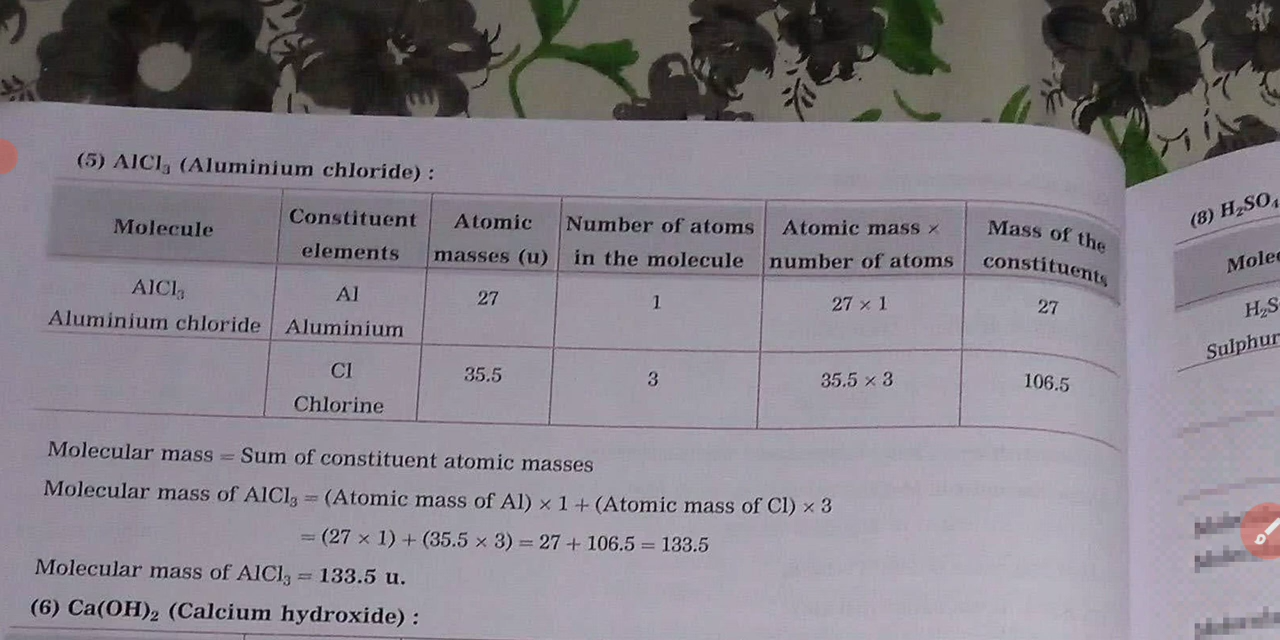 (5) AlCl₃ (Aluminium chloride) :
Molecule Constituent elements Atomic masses (u) Number of atoms in the molecule Atomic mass × number of atoms Mass of the constituents
AlCl₃ Aluminium chloride Al Aluminium 27 1 27 × 1 27
Cl Chlorine 35.5 3 35.5 × 3 106.5
Molecular mass = Sum of constituent atomic masses
Molecular mass of AlCl₃ = (Atomic mass of Al) × 1 + (Atomic mass of Cl) × 3
= (27 × 1) + (35.5 × 3) = 27 + 106.5 = 133.5
Molecular mass of AlCl₃ = 133.5 u.
(6) Ca(OH)₂ (Calcium hydroxide) :
(8) H₂SO₄
Molec
H₂S
Sulphur